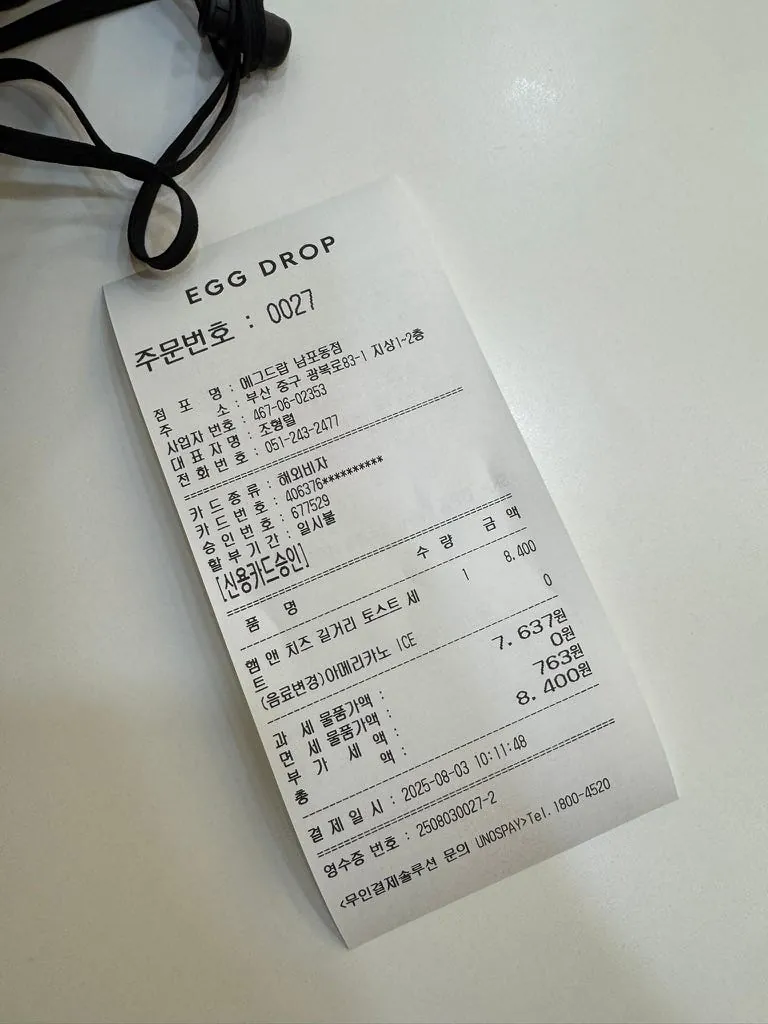 EGG DROP
주문번호 : 0027
점 포 명 : 에그드랍 남포동점
주 소 : 부산 중구 광복로83-1 지상1~2층
사업자 번호 : 467-06-02353
대 표 자 명 : 조형렬
전 화 번 호 : 051-243-2477
카 드 종 류 : 해외비자
카 드 번 호 : 406376**********
승 인 번 호 : 677529
할 부 기 간 : 일시불
[신용카드승인]
품 명 수 량 금 액
햄 앤 치즈 길거리 토스트 세 1 8.400
트
(음료변경)아메리카노 ICE 0
과 세 물품가액 : 7.637원
면 세 물품가액 : 0원
부 가 세 액 : 763원
총 액 : 8.400원
결 제 일 시 : 2025-08-03 10:11:48
영수증 번호 : 2508030027-2
<무인결제솔루션 문의 UNOSPAY>Tel.1800-4520